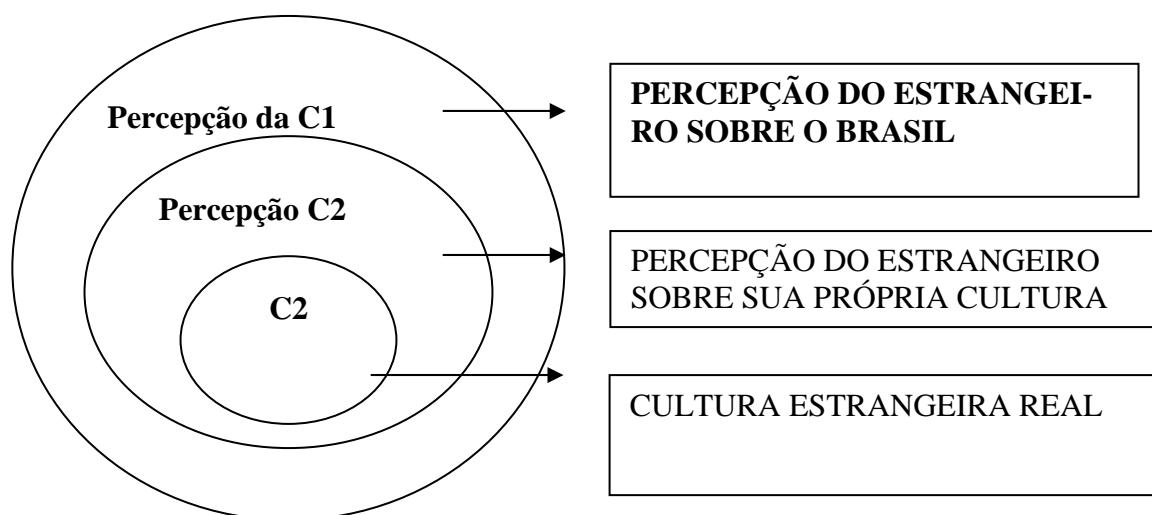 Percepção da C1
PERCEPÇÃO DO ESTRANGEI-
RO SOBRE O BRASIL
Percepção C2
PERCEPÇÃO DO ESTRANGEIRO
SOBRE SUA PRÓPRIA CULTURA
C2
CULTURA ESTRANGEIRA REAL